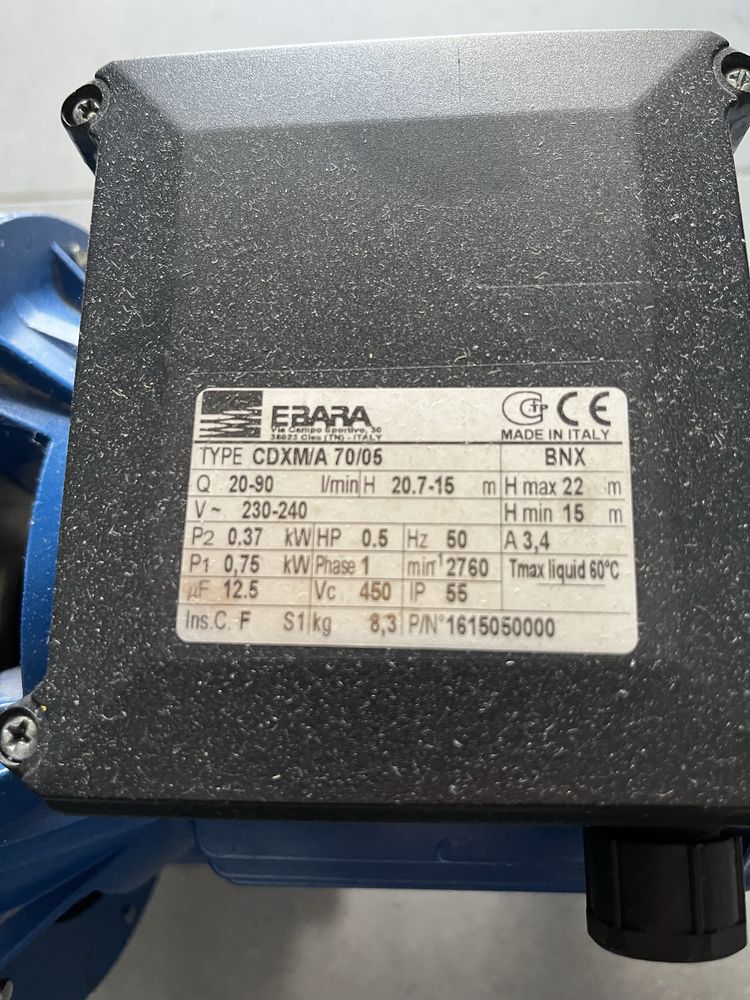 EBARA
Via Campo Sportivo, 30
38023 Cles (TN) - ITALY
CTP CE
MADE IN ITALY
TYPE CDXM/A 70/05 BNX
Q 20-90 l/min H 20.7-15 m H max 22 m
V~ 230-240 H min 15 m
P2 0.37 kW HP 0.5 Hz 50 A 3,4
P1 0,75 kW Phase 1 min-1 2760 Tmax liquid 60°C
µF 12.5 Vc 450 IP 55
Ins.C. F S1 kg 8,3 P/N°1615050000